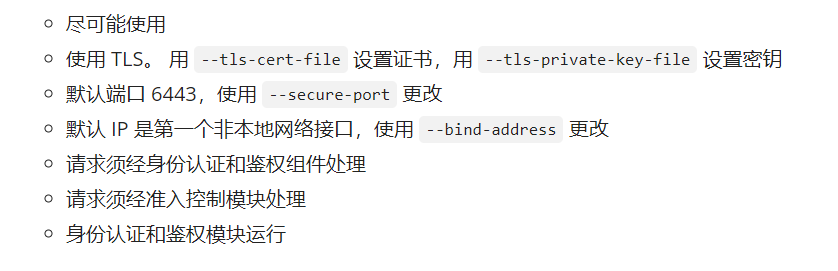 尽可能使用
使用 TLS。 用 --tls-cert-file 设置证书，用 --tls-private-key-file 设置密钥
默认端口 6443，使用 --secure-port 更改
默认 IP 是第一个非本地网络接口，使用 --bind-address 更改
请求须经身份认证和鉴权组件处理
请求须经准入控制模块处理
身份认证和鉴权模块运行